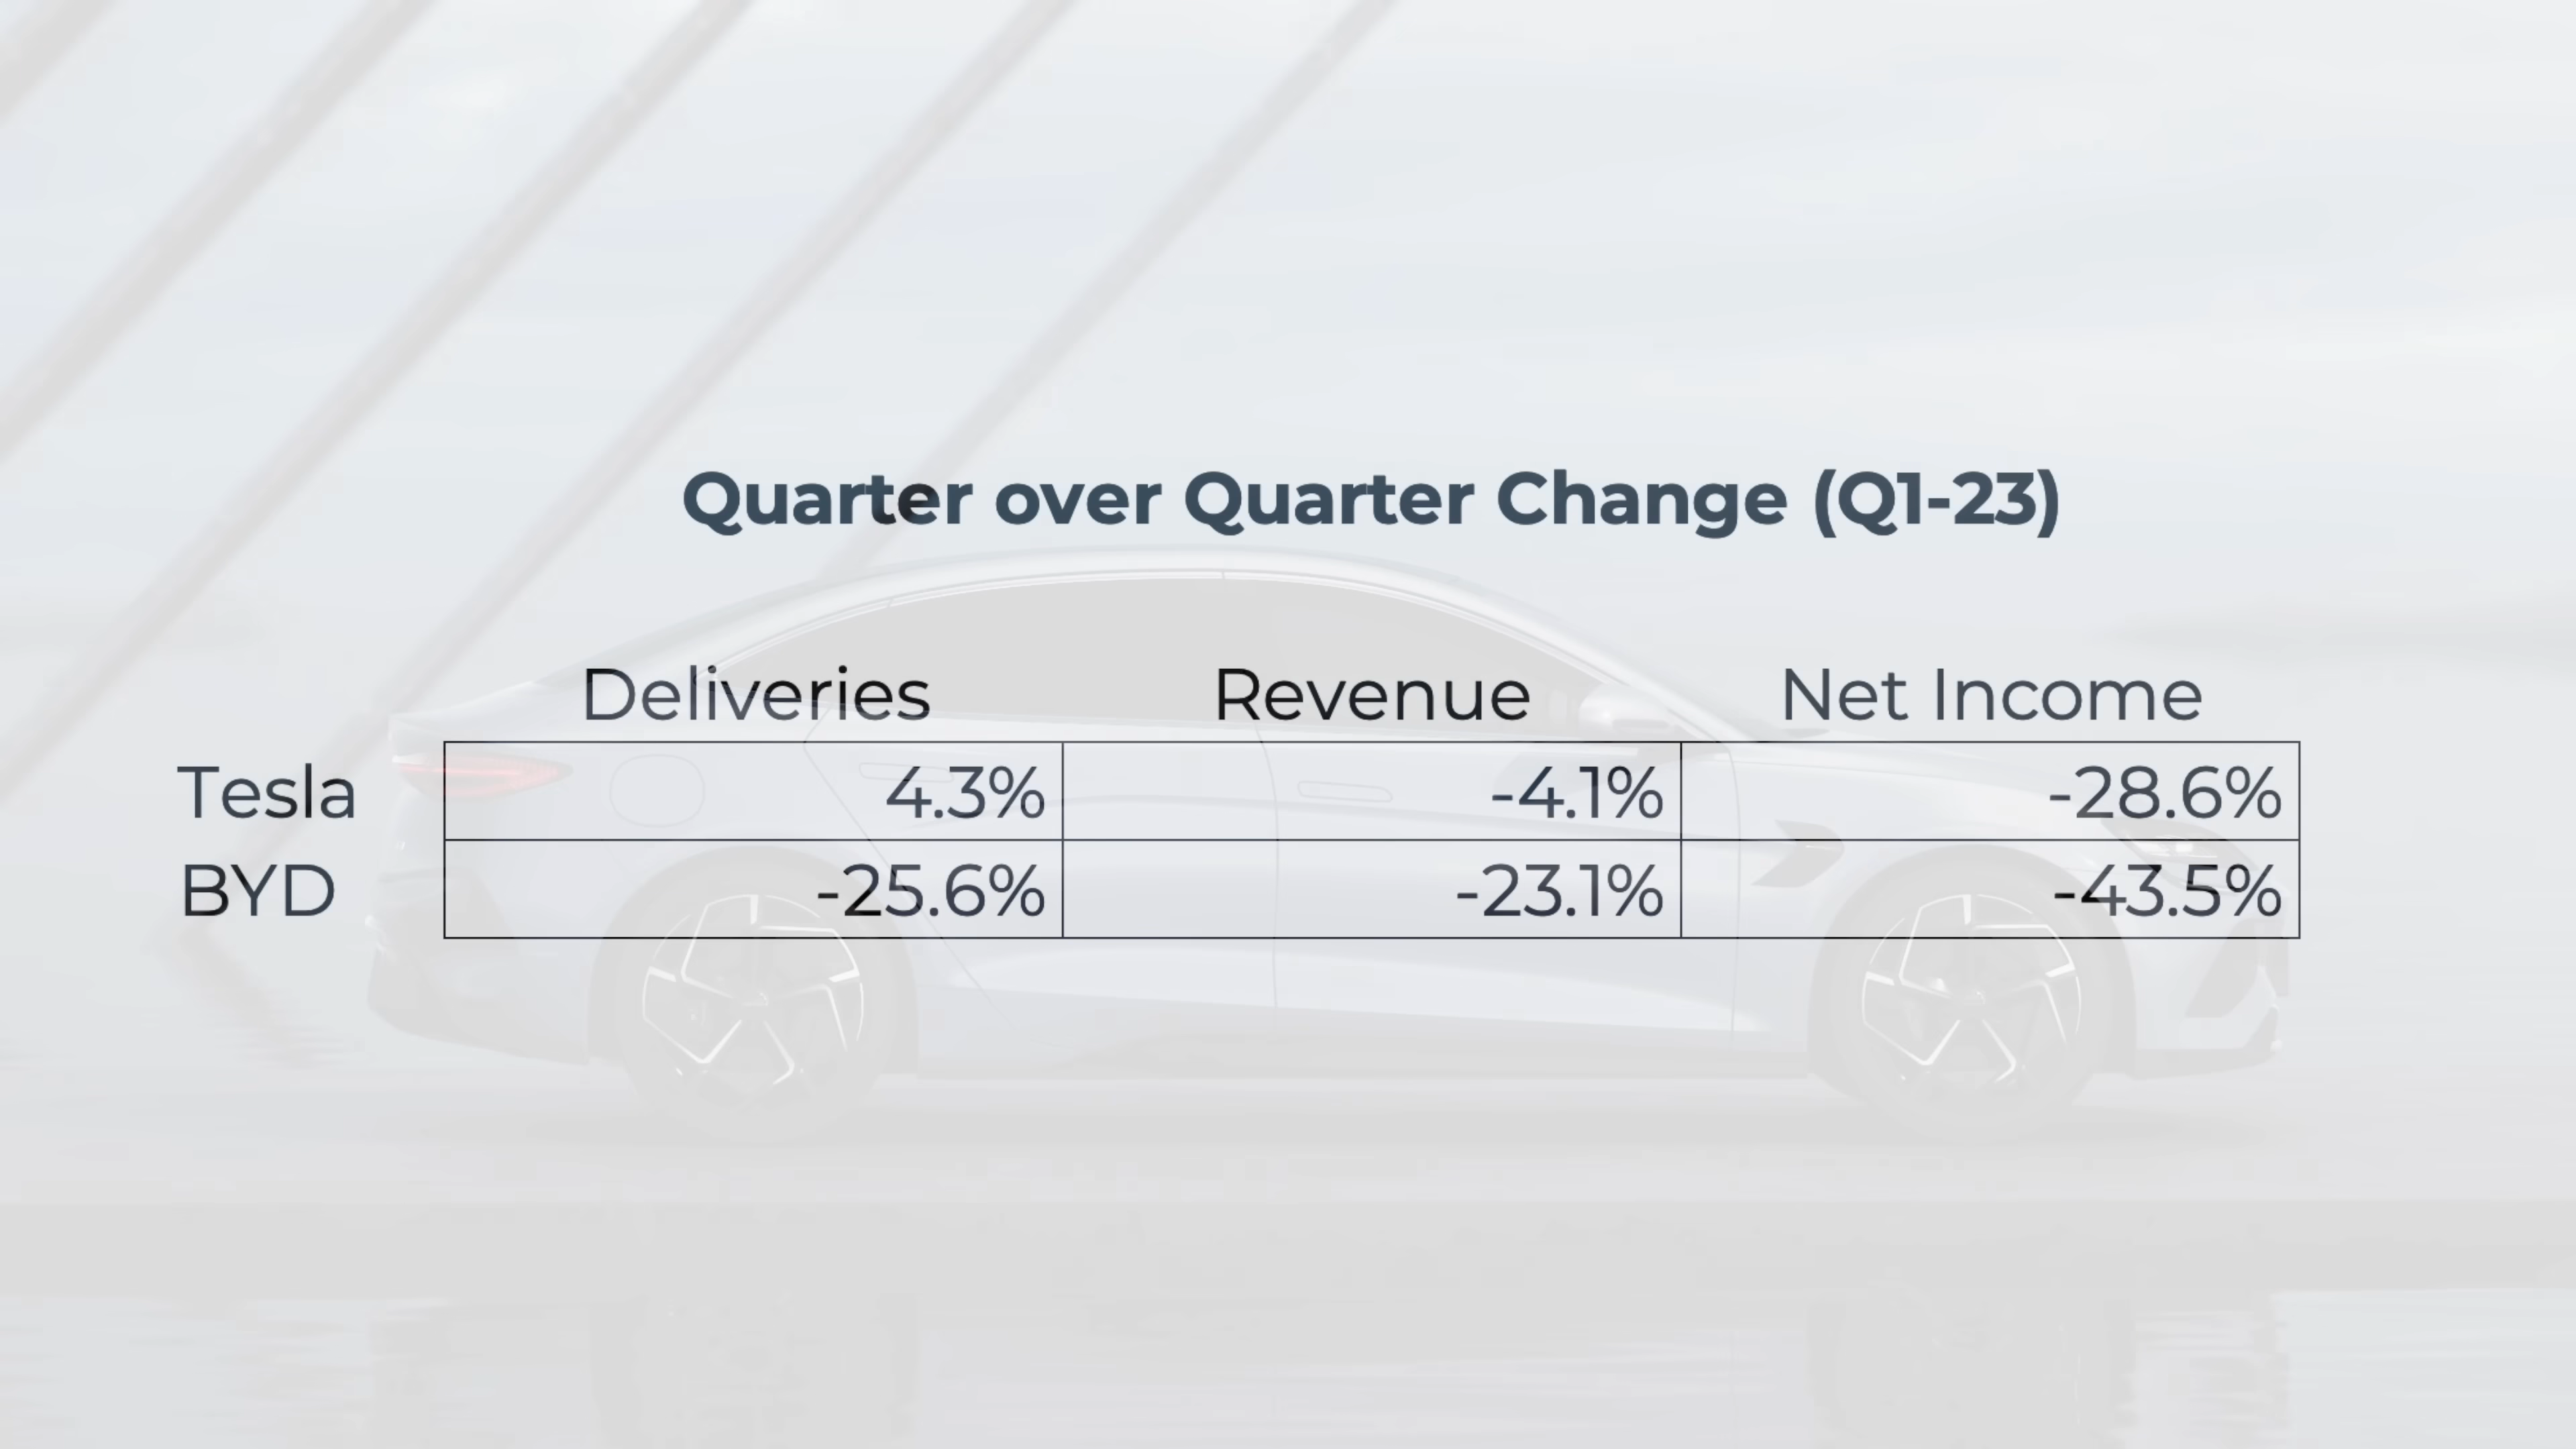 Quarter over Quarter Change (Q1-23)
Deliveries Revenue Net Income
Tesla 4.3% -4.1% -28.6%
BYD -25.6% -23.1% -43.5%